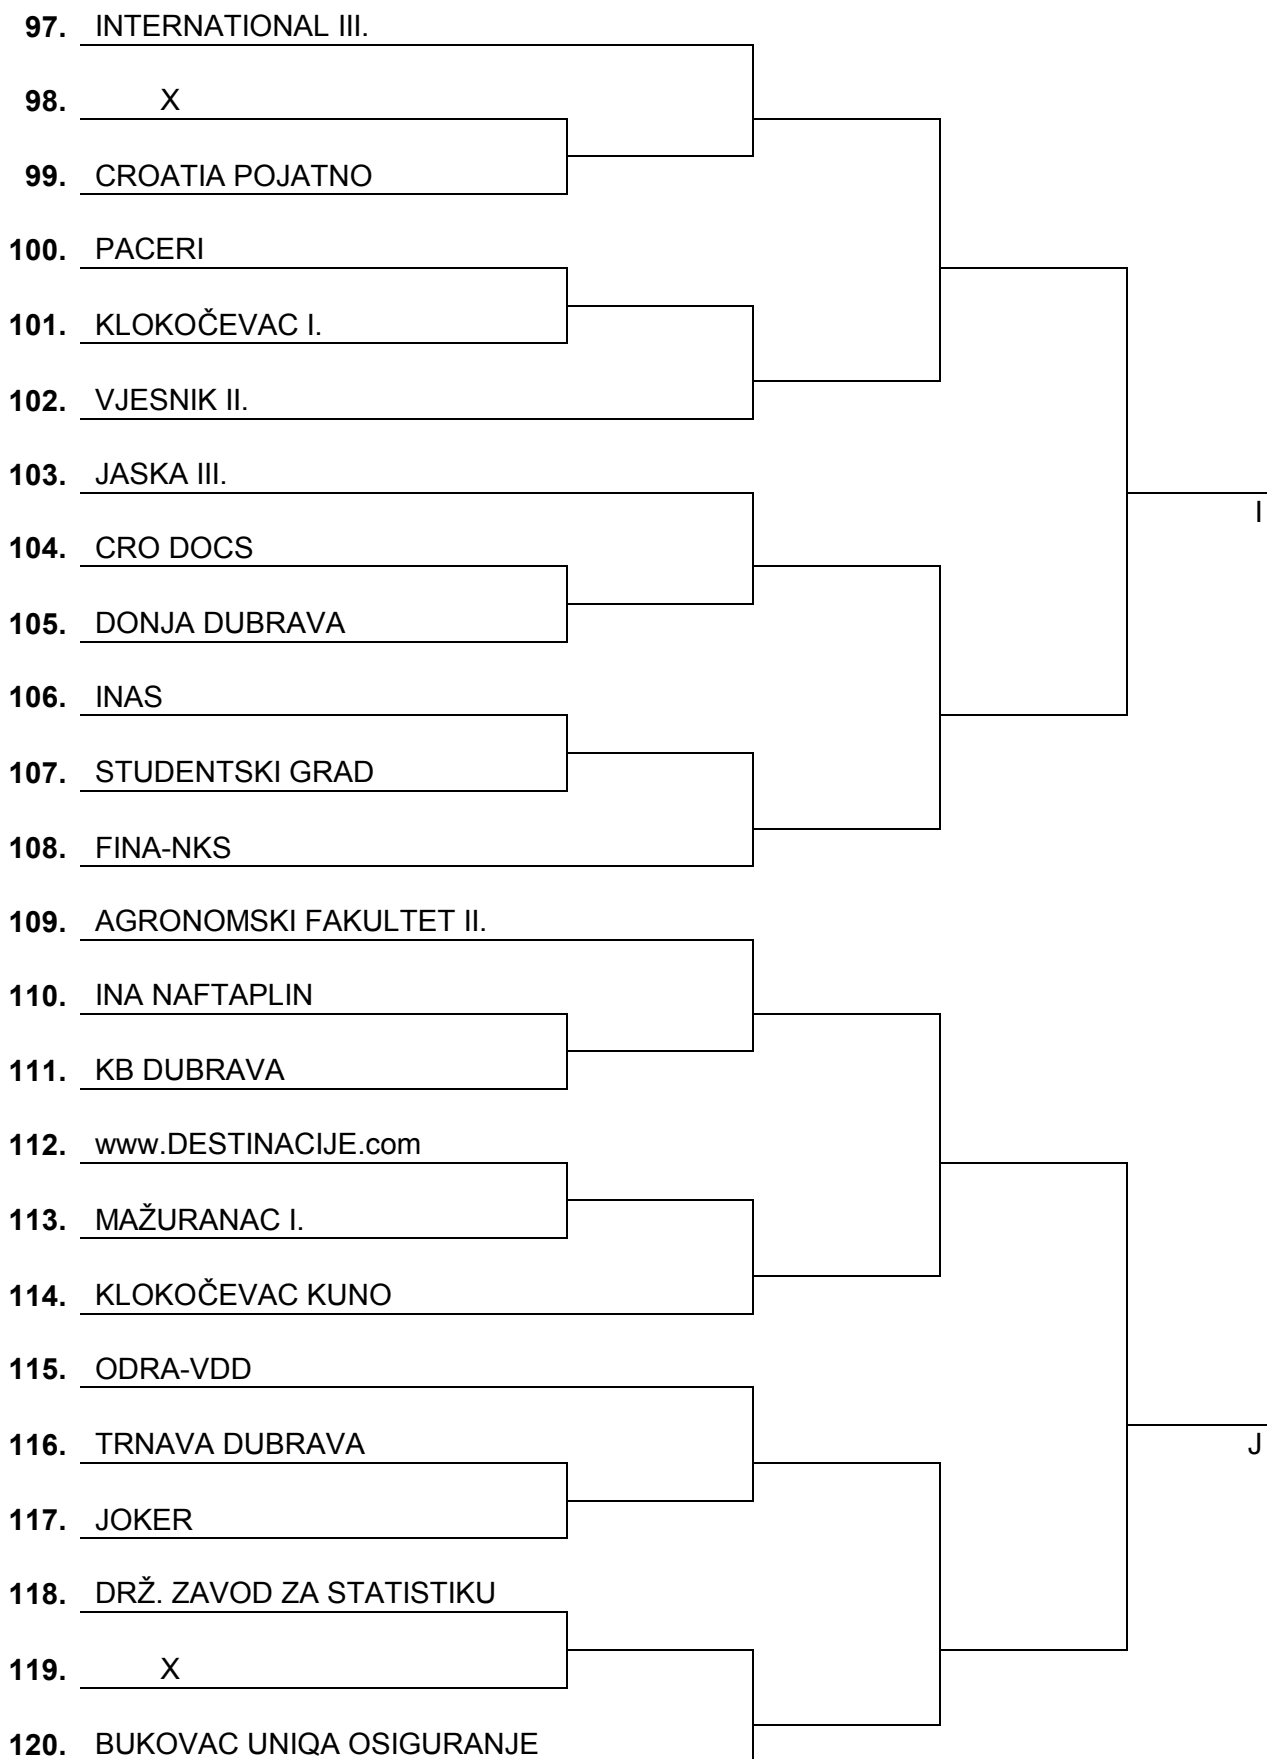 97. INTERNATIONAL III.
98. X
99. CROATIA POJATNO
100. PACERI
101. KLOKOČEVAC I.
102. VJESNIK II.
103. JASKA III.
I
104. CRO DOCS
105. DONJA DUBRAVA
106. INAS
107. STUDENTSKI GRAD
108. FINA-NKS
109. AGRONOMSKI FAKULTET II.
110. INA NAFTAPLIN
111. KB DUBRAVA
112. www.DESTINACIJE.com
113. MAŽURANAC I.
114. KLOKOČEVAC KUNO
115. ODRA-VDD
116. TRNAVA DUBRAVA
J
117. JOKER
118. DRŽ. ZAVOD ZA STATISTIKU
119. X
120. BUKOVAC UNIQA OSIGURANJE